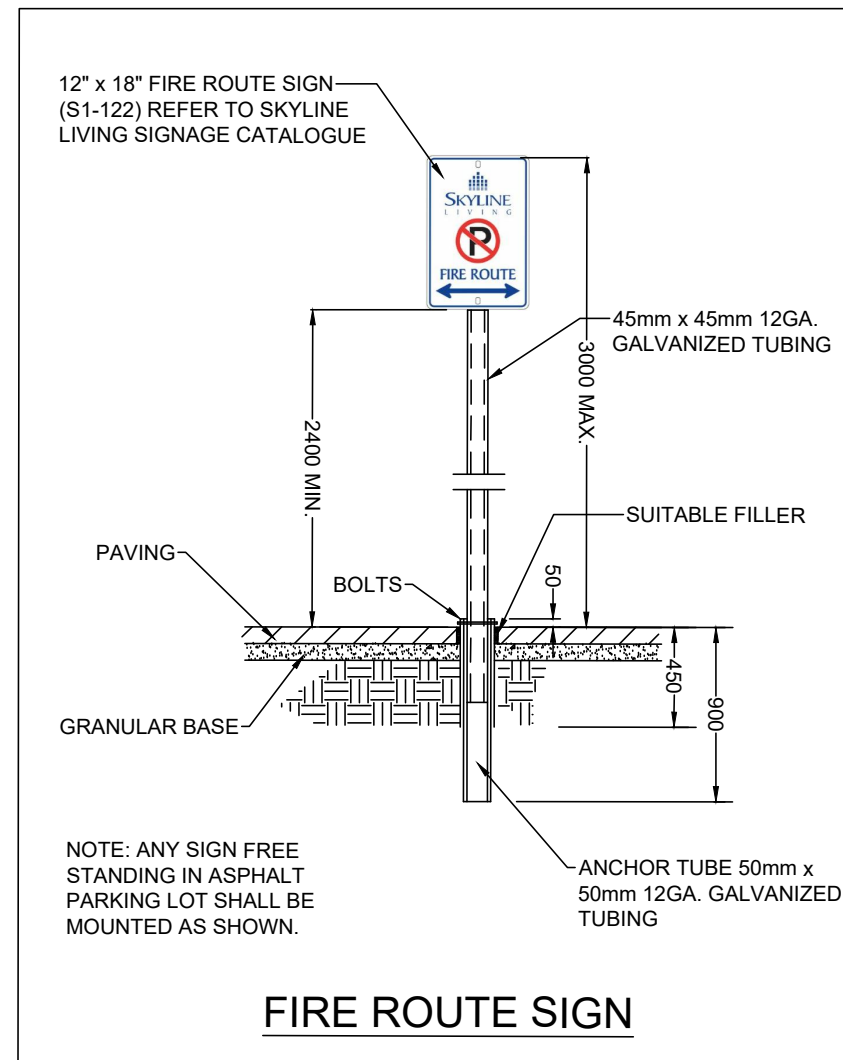 12" x 18" FIRE ROUTE SIGN
(S1-122) REFER TO SKYLINE
LIVING SIGNAGE CATALOGUE
SKYLINE
LIVING
P
FIRE ROUTE
45mm x 45mm 12GA.
GALVANIZED TUBING
3000 MAX.
2400 MIN.
SUITABLE FILLER
PAVING
BOLTS
50
450
900
GRANULAR BASE
NOTE: ANY SIGN FREE
STANDING IN ASPHALT
PARKING LOT SHALL BE
MOUNTED AS SHOWN.
ANCHOR TUBE 50mm x
50mm 12GA. GALVANIZED
TUBING
FIRE ROUTE SIGN